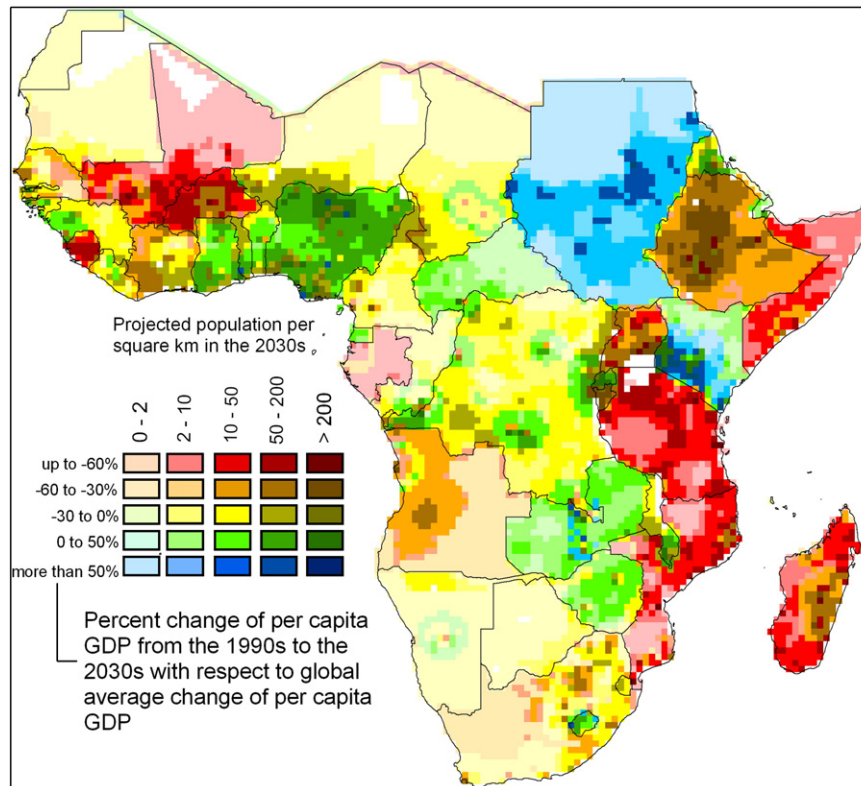 Projected population per
square km in the 2030s
0 - 2
2 - 10
10 - 50
50 - 200
> 200
up to -60%
-60 to -30%
-30 to 0%
0 to 50%
more than 50%
Percent change of per capita
GDP from the 1990s to the
2030s with respect to global
average change of per capita
GDP